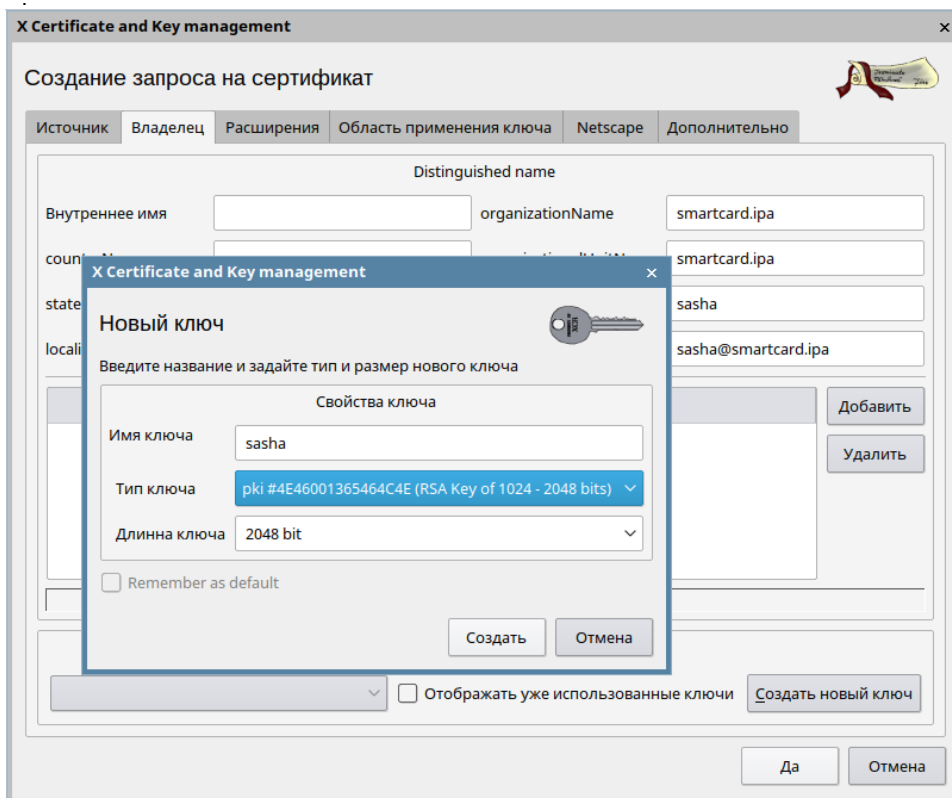 X Certificate and Key management
Создание запроса на сертификат
Источник Владелец Расширения Область применения ключа Netscape Дополнительно
Distinguished name
Внутреннее имя organizationName smartcard.ipa
smartcard.ipa
state sasha
locali sasha@smartcard.ipa
Добавить
Удалить
X Certificate and Key management
Новый ключ
Введите название и задайте тип и размер нового ключа
Свойства ключа
Имя ключа sasha
Тип ключа pki #4E46001365464C4E (RSA Key of 1024 - 2048 bits)
Длинна ключа 2048 bit
Remember as default
Создать Отмена
Отображать уже использованные ключи Создать новый ключ
Да Отмена